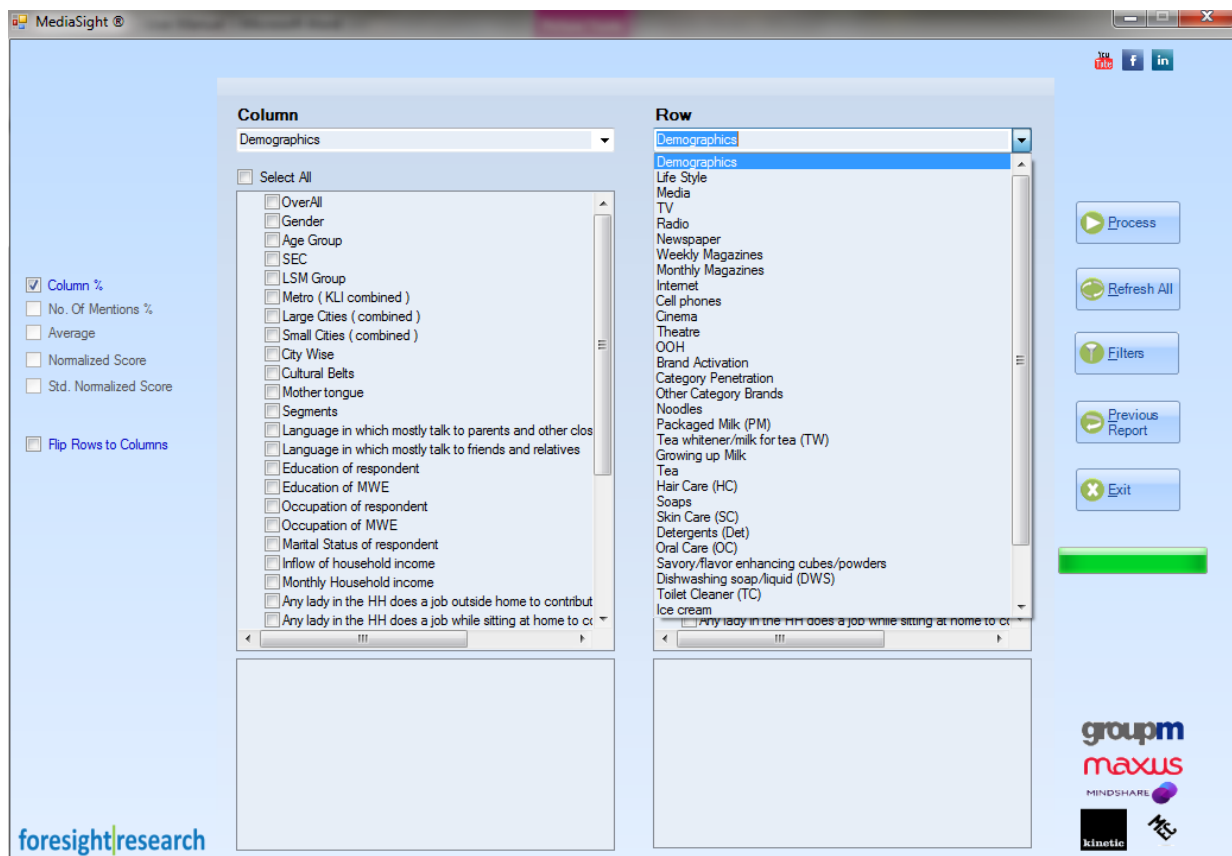 MediaSight ®
You
Tube
f
in
Column
Demographics
Select All
OverAll
Gender
Age Group
SEC
LSM Group
Metro ( KLI combined )
Large Cities ( combined )
Small Cities ( combined )
City Wise
Cultural Belts
Mother tongue
Segments
Language in which mostly talk to parents and other clos
Language in which mostly talk to friends and relatives
Education of respondent
Education of MWE
Occupation of respondent
Occupation of MWE
Marital Status of respondent
Inflow of household income
Monthly Household income
Any lady in the HH does a job outside home to contribut
Any lady in the HH does a job while sitting at home to cc
Row
Demographics
Demographics
Life Style
Media
TV
Radio
Newspaper
Weekly Magazines
Monthly Magazines
Internet
Cell phones
Cinema
Theatre
OOH
Brand Activation
Category Penetration
Other Category Brands
Noodles
Packaged Milk (PM)
Tea whitener/milk for tea (TW)
Growing up Milk
Tea
Hair Care (HC)
Soaps
Skin Care (SC)
Detergents (Det)
Oral Care (OC)
Savory/flavor enhancing cubes/powders
Dishwashing soap/liquid (DWS)
Toilet Cleaner (TC)
Ice cream
Any lady in the HH does a job while sitting at home to cc
Column %
No. Of Mentions %
Average
Normalized Score
Std. Normalized Score
Flip Rows to Columns
Process
Refresh All
Filters
Previous
Report
Exit
groupm
maxus
MINDSHARE
kinetic
MEC
foresight research